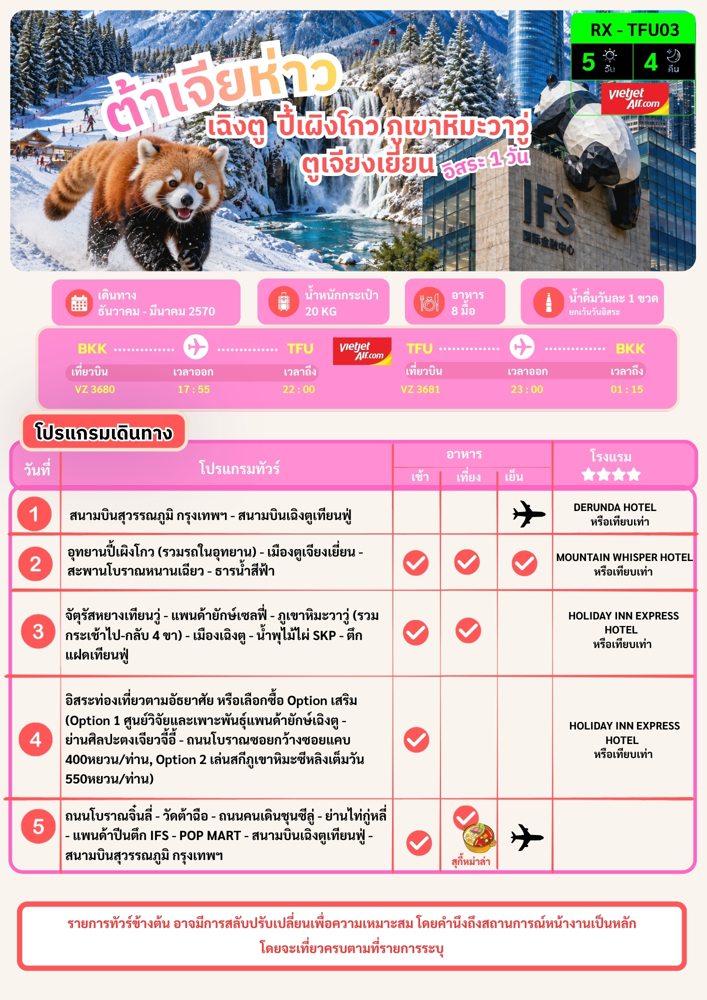 RX - TFU03
5 วัน
4 คืน
vietjet Air.com
ต้าเจียห่าว
เฉิงตู ปี้เผิงโกว ภูเขาหิมะวาวู่
ตูเจียงเยี่ยน อิสระ 1 วัน
IFS
国际金融中心
เดินทาง
ธันวาคม - มีนาคม 2570
น้ำหนักกระเป๋า
20 KG
อาหาร
8 มื้อ
น้ำดื่มวันละ 1 ขวด
ยกเว้นวันอิสระ
BKK TFU
vietjet Air.com
TFU BKK
เที่ยวบิน เวลาออก เวลาถึง
เที่ยวบิน เวลาออก เวลาถึง
VZ 3680 17 : 55 22 : 00
VZ 3681 23 : 00 01 : 15
โปรแกรมเดินทาง
วันที่
โปรแกรมทัวร์
อาหาร
เช้า เที่ยง เย็น
โรงแรม
1
สนามบินสุวรรณภูมิ กรุงเทพฯ - สนามบินเฉิงตูเทียนฟู่
DERUNDA HOTEL
หรือเทียบเท่า
2
อุทยานปี้เผิงโกว (รวมรถในอุทยาน) - เมืองตูเจียงเยี่ยน -
สะพานโบราณหนานเฉียว - ธารน้ำสีฟ้า
MOUNTAIN WHISPER HOTEL
หรือเทียบเท่า
3
จัตุรัสหยางเทียนวู่ - แพนด้ายักษ์เซลฟี่ - ภูเขาหิมะวาวู่ (รวม
กระเช้าไป-กลับ 4 ขา) - เมืองเฉิงตู - น้ำพุไม้ไผ่ SKP - ตึก
แฝดเทียนฟู่
HOLIDAY INN EXPRESS
HOTEL
หรือเทียบเท่า
4
อิสระท่องเที่ยวตามอัธยาศัย หรือเลือกซื้อ Option เสริม
(Option 1 ศูนย์วิจัยและเพาะพันธุ์แพนด้ายักษ์เฉิงตู -
ย่านศิลปะตงเจียวจี้อี้ - ถนนโบราณซอยกว้างซอยแคบ
400หยวน/ท่าน, Option 2 เล่นสกีภูเขาหิมะซีหลิงเต็มวัน
550หยวน/ท่าน)
HOLIDAY INN EXPRESS
HOTEL
หรือเทียบเท่า
5
ถนนโบราณจิ๋นลี่ - วัดต้าฉือ - ถนนคนเดินชุนซีลู่ - ย่านไท่กู่หลี่
- แพนด้าปีนตึก IFS - POP MART - สนามบินเฉิงตูเทียนฟู่ -
สนามบินสุวรรณภูมิ กรุงเทพฯ
สุกี้หม่าล่า
รายการทัวร์ข้างต้น อาจมีการสลับปรับเปลี่ยนเพื่อความเหมาะสม โดยคำนึงถึงสถานการณ์หน้างานเป็นหลัก
โดยจะเที่ยวครบตามที่รายการระบุ